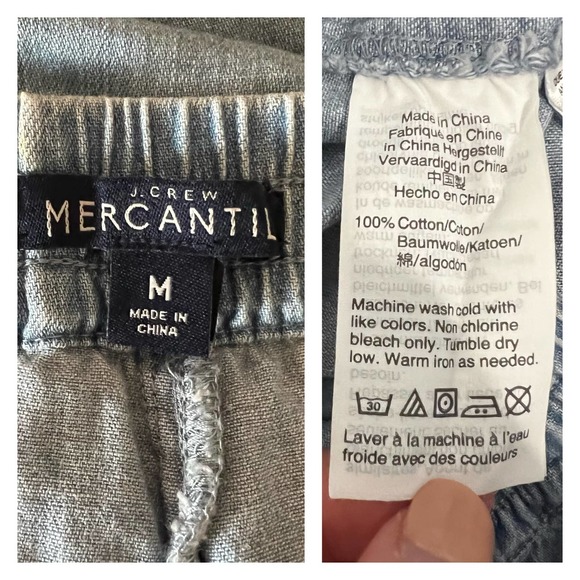 J.CREW
MERCANTIL
M
MADE IN
CHINA
Made in China
Fabriqué en Chine
in China Hergestellt
Vervaardigd in China
中国製
Hecho en China
100% Cotton/Coton/
Baumwolle/Katoen/
綿/algodón
Machine wash cold with
like colors. Non chlorine
bleach only. Tumble dry
low. Warm iron as needed.
30
Laver à la machine à l'eau
froide avec des couleurs